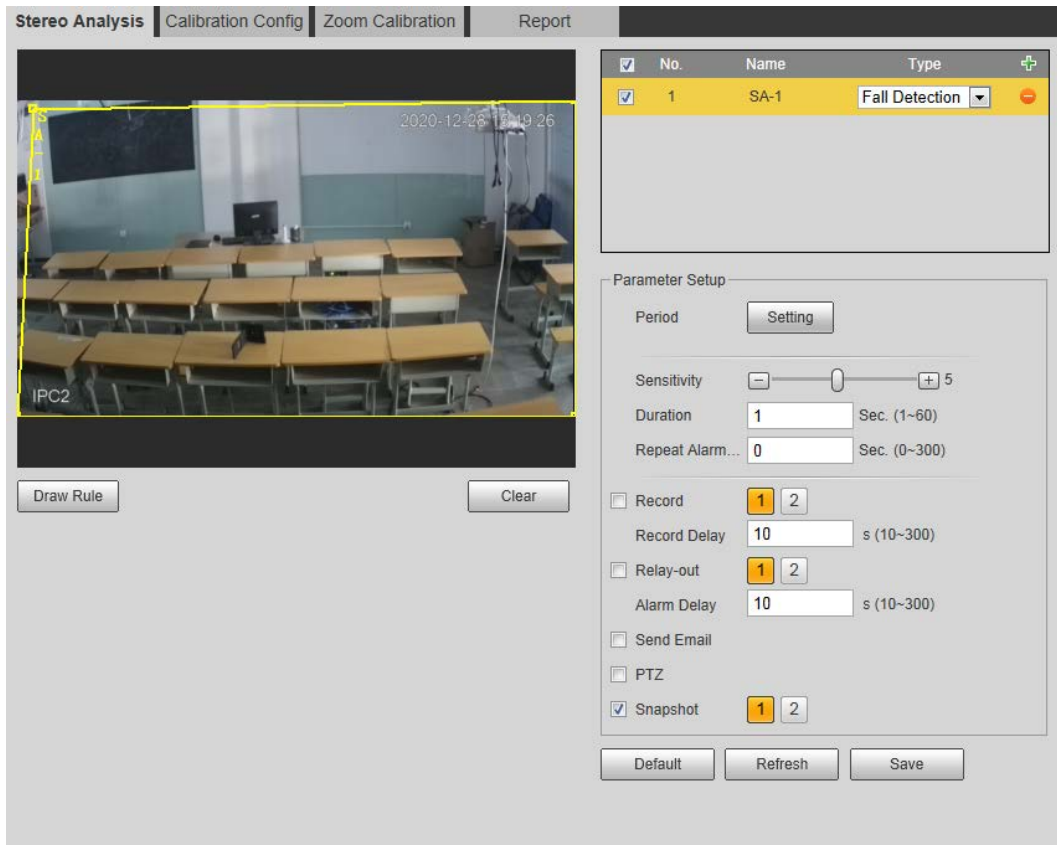 Stereo Analysis Calibration Config Zoom Calibration Report
No. Name Type
1 SA-1 Fall Detection
SA-1
2020-12-28
IPC2
Draw Rule Clear
Parameter Setup
Period Setting
Sensitivity 5
Duration 1 Sec. (1~60)
Repeat Alarm... 0 Sec. (0~300)
Record 1 2
Record Delay 10 s (10~300)
Relay-out 1 2
Alarm Delay 10 s (10~300)
Send Email
PTZ
Snapshot 1 2
Default Refresh Save